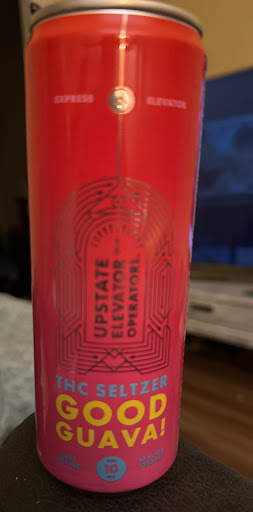 EXPRESS ELEVATOR
UPSTATE
ELEVATOR
OPERATORS
THC SELTZER
GOOD
GUAVA!
10